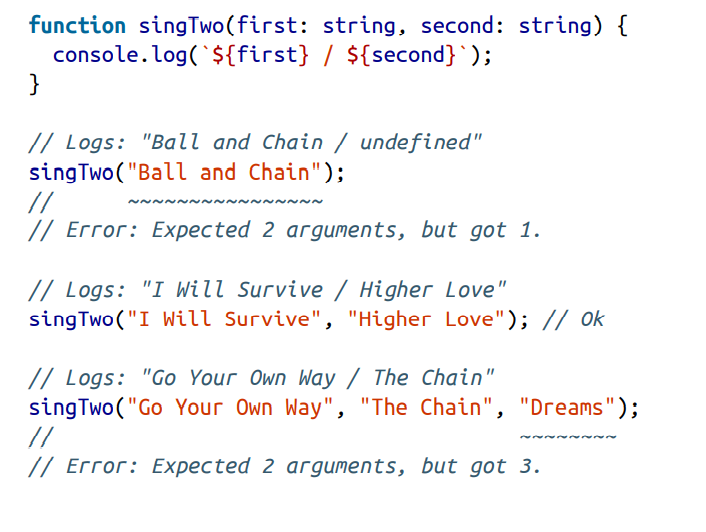 function singTwo(first: string, second: string) {
  console.log(`${first} / ${second}`);
}

// Logs: "Ball and Chain / undefined"
singTwo("Ball and Chain");
//      ~~~~~~~~~~~~~~~~
// Error: Expected 2 arguments, but got 1.

// Logs: "I Will Survive / Higher Love"
singTwo("I Will Survive", "Higher Love"); // Ok

// Logs: "Go Your Own Way / The Chain"
singTwo("Go Your Own Way", "The Chain", "Dreams");
//                                      ~~~~~~~~
// Error: Expected 2 arguments, but got 3.